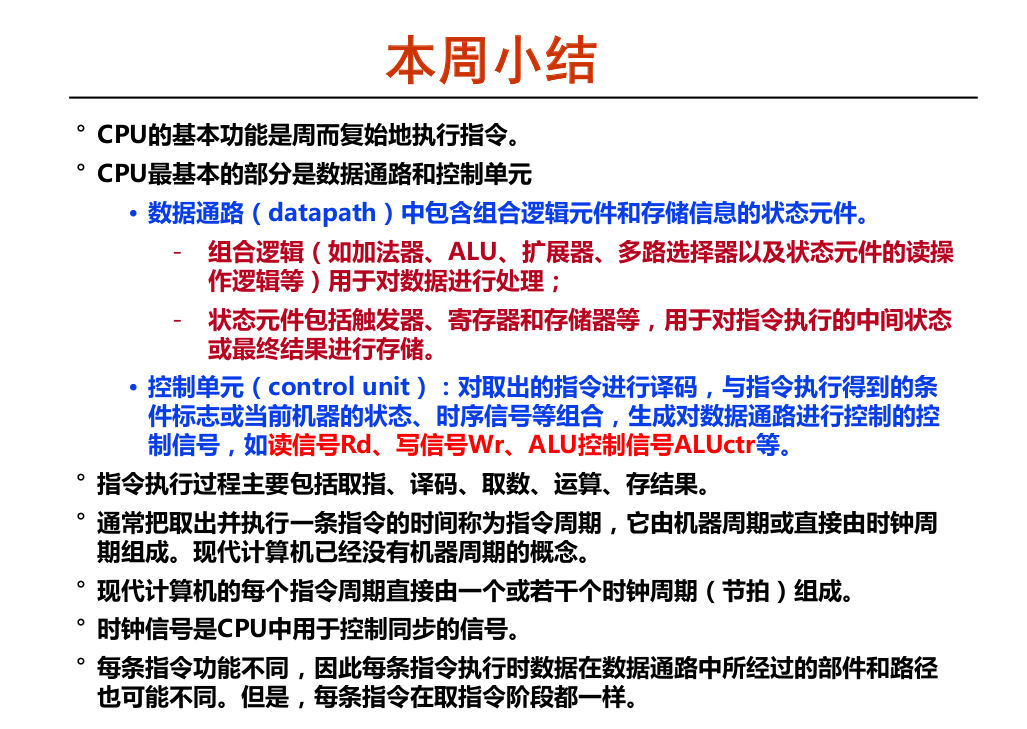 本周小结
° CPU的基本功能是周而复始地执行指令。
° CPU最基本的部分是数据通路和控制单元
• 数据通路（datapath）中包含组合逻辑元件和存储信息的状态元件。
- 组合逻辑（如加法器、ALU、扩展器、多路选择器以及状态元件的读操
作逻辑等）用于对数据进行处理；
- 状态元件包括触发器、寄存器和存储器等，用于对指令执行的中间状态
或最终结果进行存储。
• 控制单元（control unit）：对取出的指令进行译码，与指令执行得到的条
件标志或当前机器的状态、时序信号等组合，生成对数据通路进行控制的控
制信号，如读信号Rd、写信号Wr、ALU控制信号ALUctr等。
° 指令执行过程主要包括取指、译码、取数、运算、存结果。
° 通常把取出并执行一条指令的时间称为指令周期，它由机器周期或直接由时钟周
期组成。现代计算机已经没有机器周期的概念。
° 现代计算机的每个指令周期直接由一个或若干个时钟周期（节拍）组成。
° 时钟信号是CPU中用于控制同步的信号。
° 每条指令功能不同，因此每条指令执行时数据在数据通路中所经过的部件和路径
也可能不同。但是，每条指令在取指令阶段都一样。